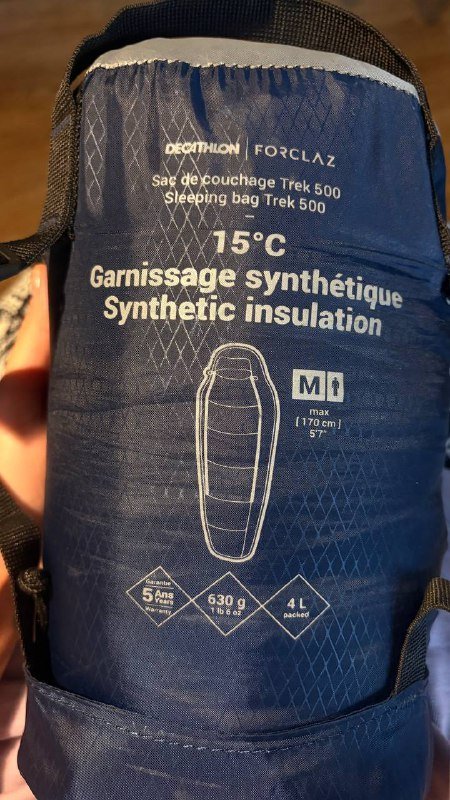 DECATHLON | FORCLAZ
Sac de couchage Trek 500
Sleeping bag Trek 500
15°C
Garnissage synthétique
Synthetic insulation
M
max
[170 cm]
5'7"
Garantie
5 Ans
Years
Warranty
630 g
1 lb 6 oz
4 L
packed